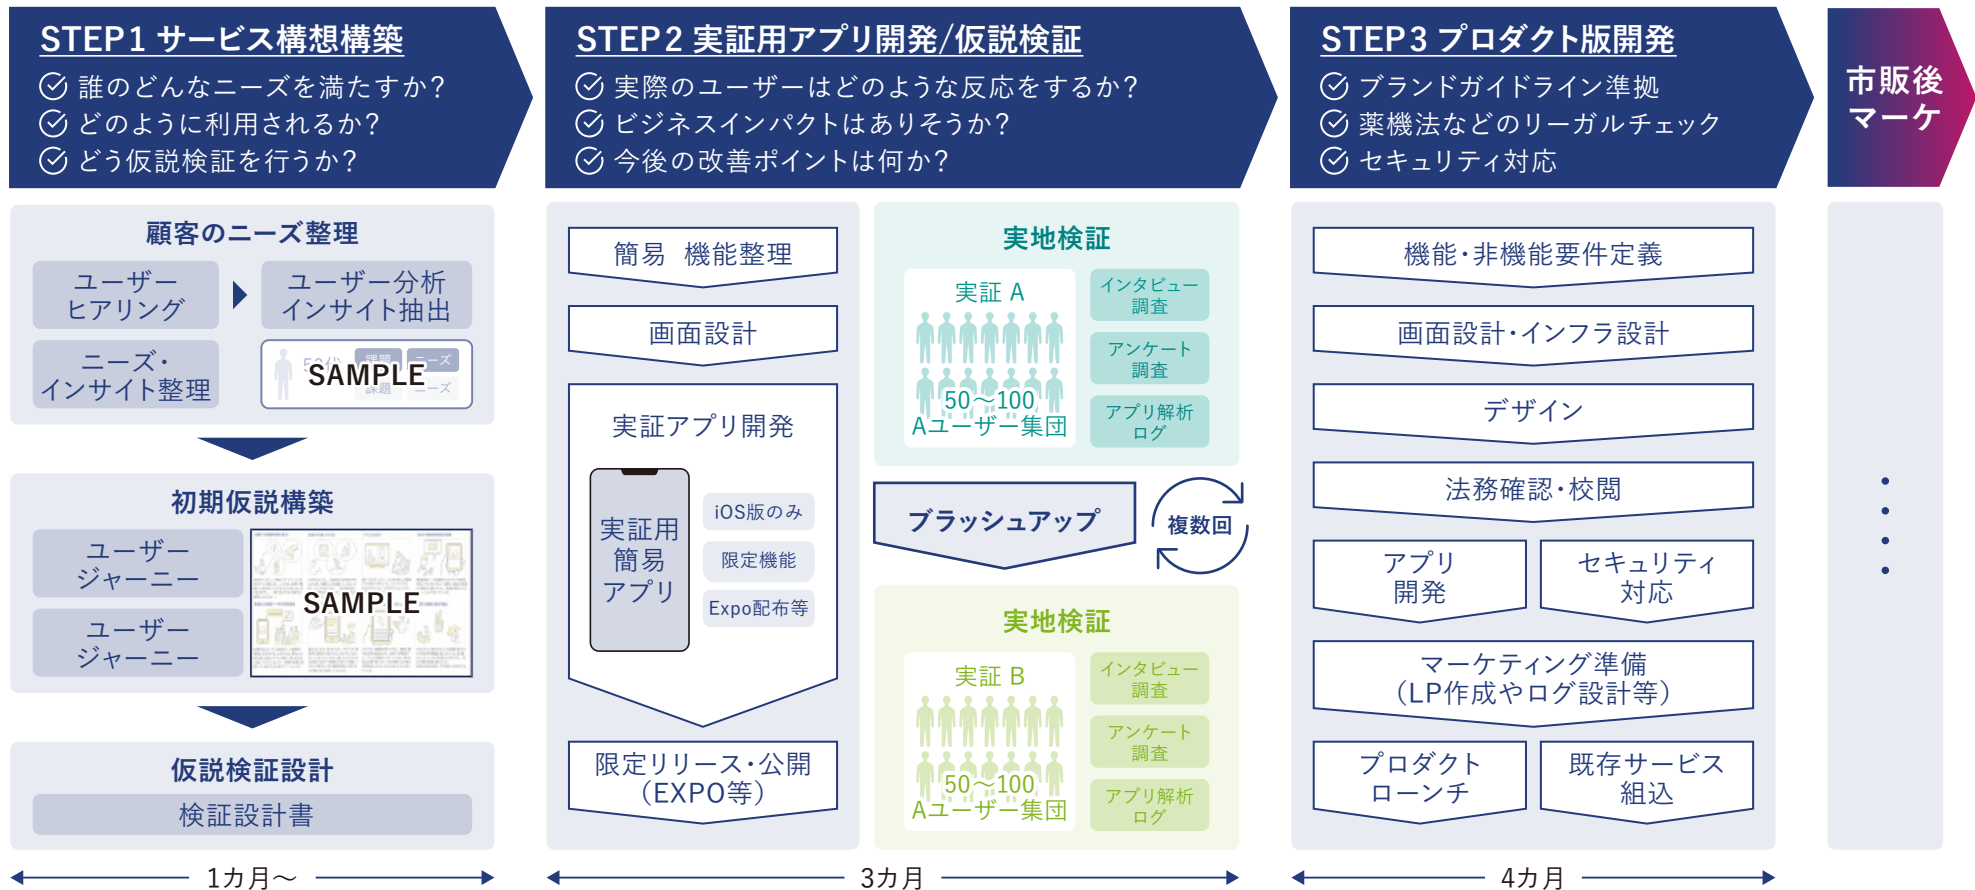 STEP1 サービス構想構築
誰のどんなニーズを満たすか？
どのように利用されるか？
どう仮説検証を行うか？
顧客のニーズ整理
ユーザー
ヒアリング
ユーザー分析
インサイト抽出
ニーズ・
インサイト整理
課題 ニーズ
SAMPLE
課題 ニーズ
初期仮説構築
ユーザー
ジャーニー
ユーザー
ジャーニー
SAMPLE
仮説検証設計
検証設計書
1カ月〜
STEP2 実証用アプリ開発/仮説検証
実際のユーザーはどのような反応をするか？
ビジネスインパクトはありそうか？
今後の改善ポイントは何か？
簡易 機能整理
画面設計
実証アプリ開発
実証用
簡易
アプリ
iOS版のみ
限定機能
Expo配布等
限定リリース・公開
（EXPO等）
実地検証
実証 A
50〜100
Aユーザー集団
インタビュー
調査
アンケート
調査
アプリ解析
ログ
ブラッシュアップ
複数回
実地検証
実証 B
50〜100
Aユーザー集団
インタビュー
調査
アンケート
調査
アプリ解析
ログ
3カ月
STEP3 プロダクト版開発
ブランドガイドライン準拠
薬機法などのリーガルチェック
セキュリティ対応
機能・非機能要件定義
画面設計・インフラ設計
デザイン
法務確認・校閲
アプリ
開発
セキュリティ
対応
マーケティング準備
（LP作成やログ設計等）
プロダクト
ローンチ
既存サービス
組込
4カ月
市販後
マーケ